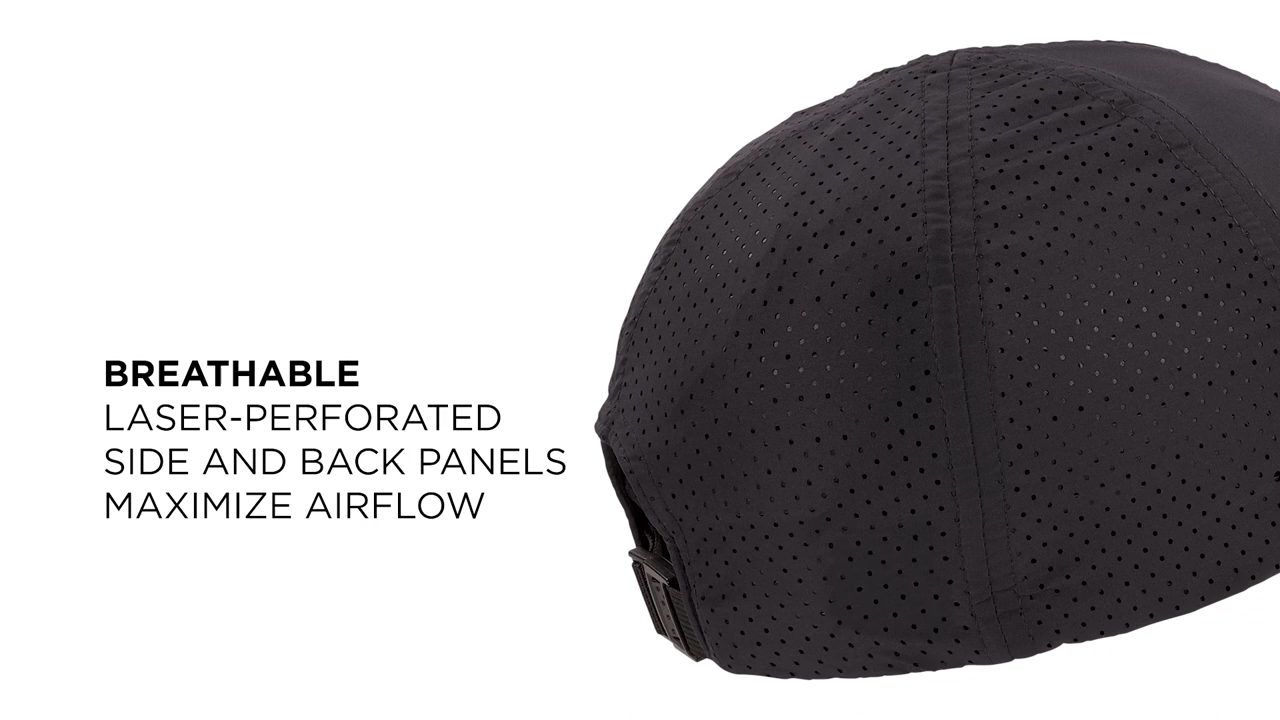 BREATHABLE
LASER-PERFORATED
SIDE AND BACK PANELS
MAXIMIZE AIRFLOW